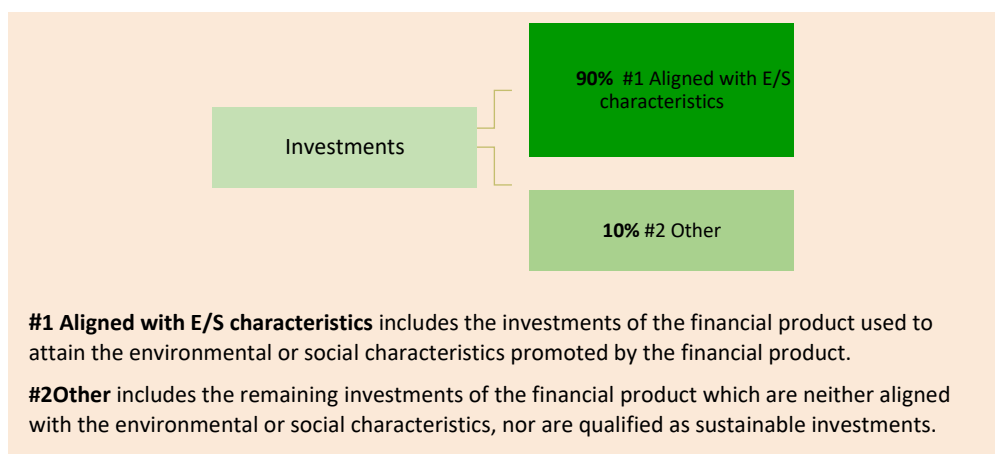 90% #1 Aligned with E/S
characteristics
Investments
10% #2 Other
#1 Aligned with E/S characteristics includes the investments of the financial product used to
attain the environmental or social characteristics promoted by the financial product.
#2Other includes the remaining investments of the financial product which are neither aligned
with the environmental or social characteristics, nor are qualified as sustainable investments.